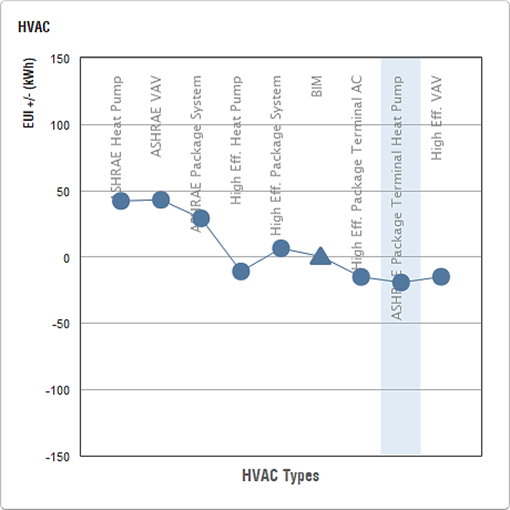 HVAC
EUI +/- (kWh)
150
100
50
0
-50
-100
-150
ASHRAE Heat Pump
ASHRAE VAV
ASHRAE Package System
High Eff. Heat Pump
High Eff. Package System
BIM
High Eff. Package Terminal AC
ASHRAE Package Terminal Heat Pump
High Eff. VAV
HVAC Types